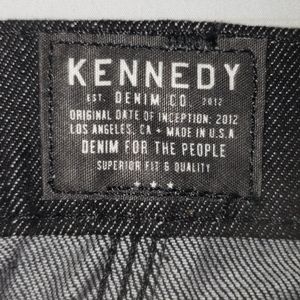 KENNEDY
EST. DENIM CO. 2012
ORIGINAL DATE OF INCEPTION: 2012
LOS ANGELES, CA + MADE IN U.S.A
DENIM FOR THE PEOPLE
SUPERIOR FIT & QUALITY